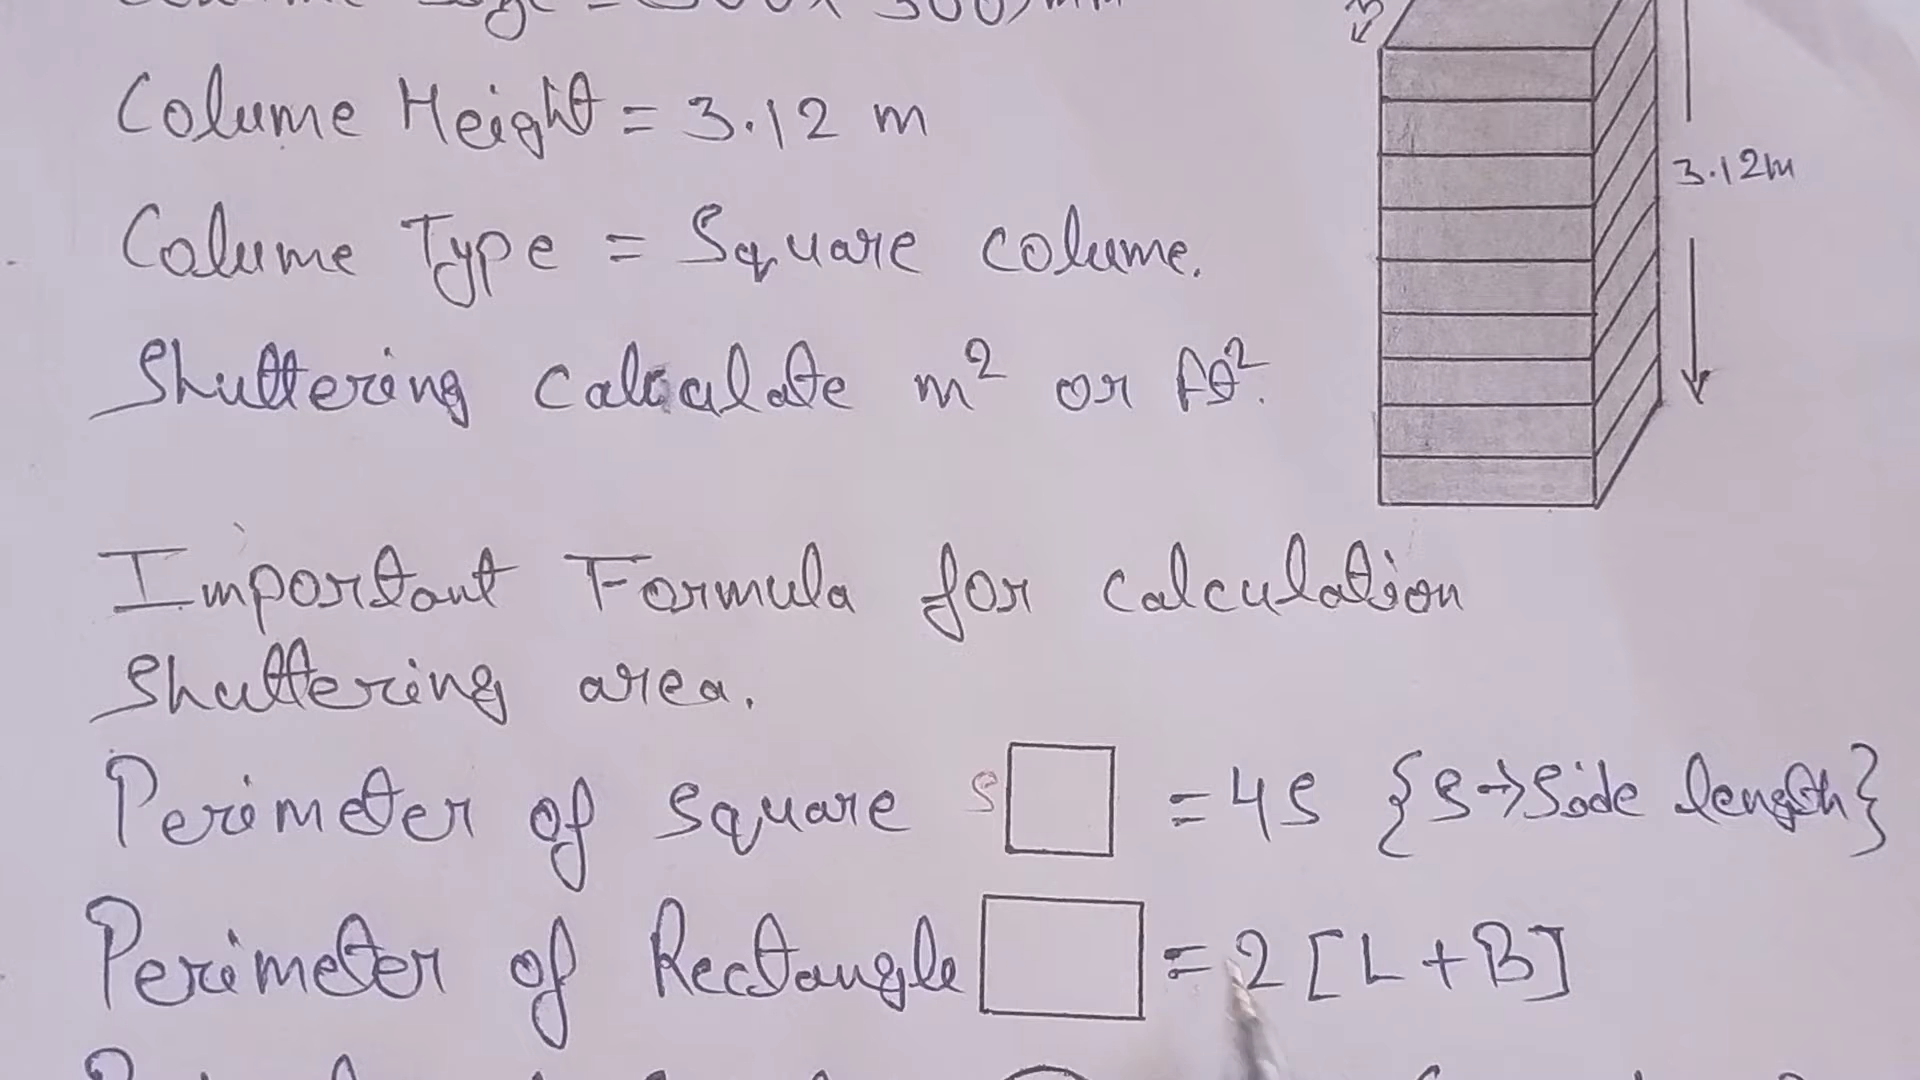 Colume Height = 3.12 m
3.12m
Colume Type = Square colume.
Shuttering calculate m² or ft².
Important Formula for calculation
Shuttering area.
Perimeter of square S = 4S {S→Side length}
Perimeter of Rectangle = 2 [L + B]